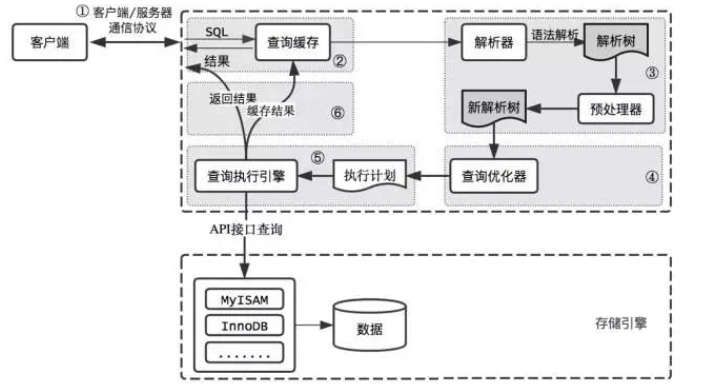 ① 客户端/服务器
通信协议
客户端
SQL
结果
查询缓存
②
解析器
语法解析
解析树
③
预处理器
新解析树
返回结果
缓存结果
⑥
查询执行引擎
⑤
执行计划
查询优化器
④
API接口查询
MyISAM
InnoDB
.......
数据
存储引擎